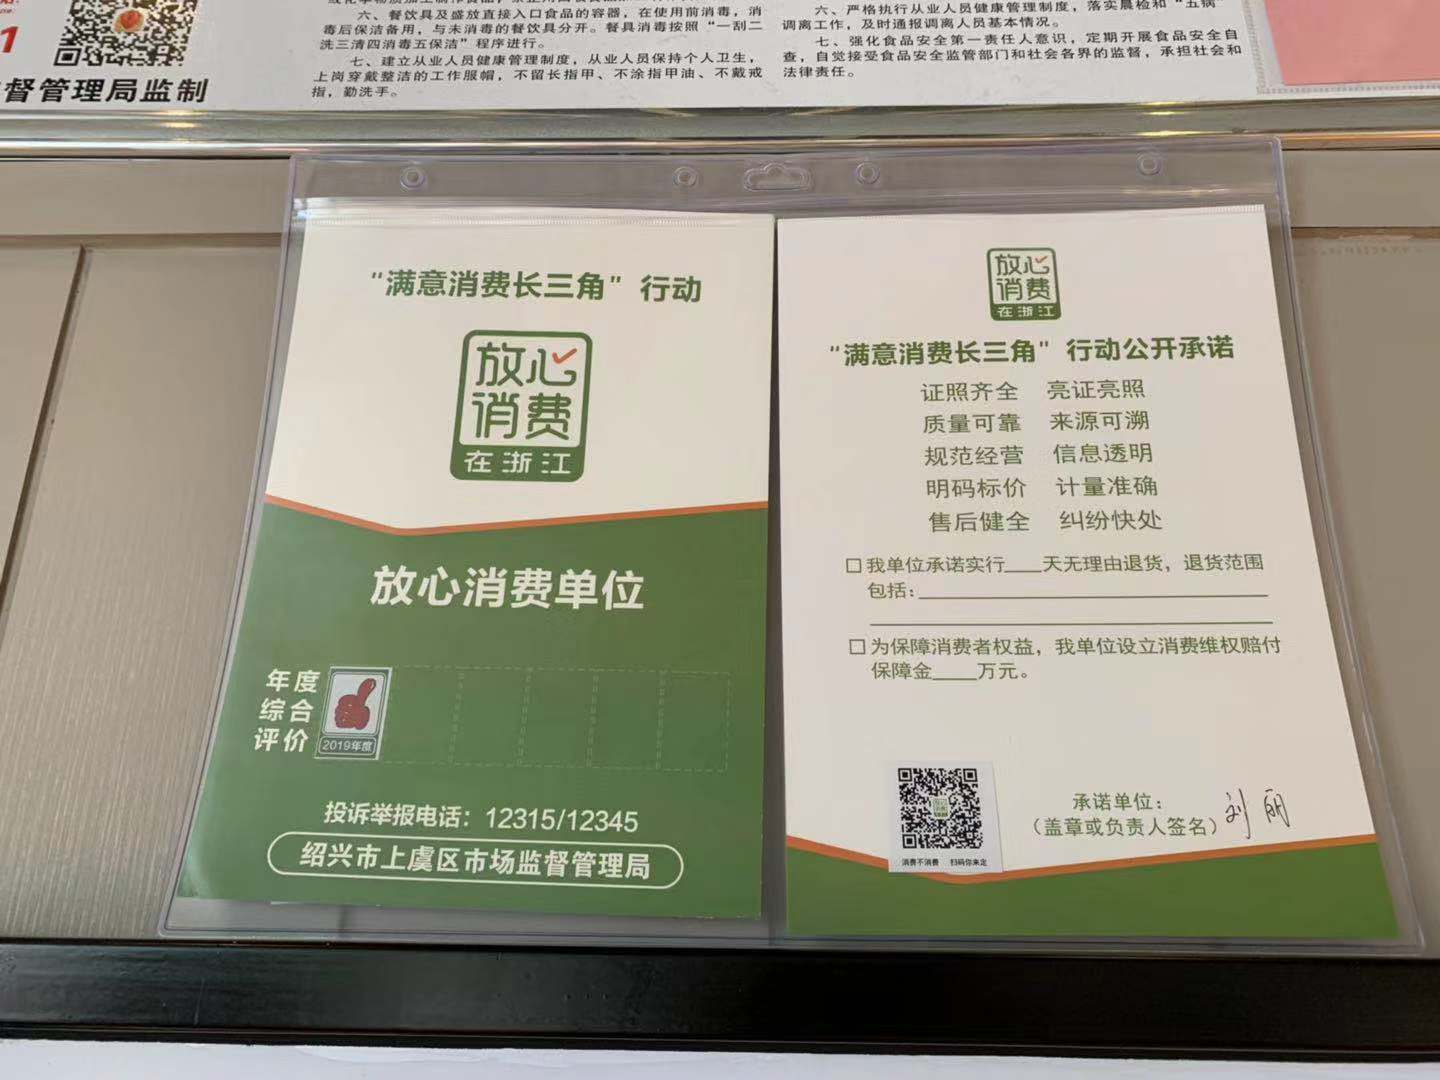 督管理局监制
六、餐饮具及盛放直接入口食品的容器，在使用前消毒，消
毒后保洁备用，与未消毒的餐饮具分开。餐具消毒按照“一刮二
洗三清四消毒五保洁”程序进行。
七、建立从业人员健康管理制度，从业人员保持个人卫生，
上岗穿戴整洁的工作服帽，不留长指甲、不涂指甲油、不戴戒
指，勤洗手。
六、严格执行从业人员健康管理制度，落实晨检和“五病”
调离工作，及时通报调离人员基本情况。
七、强化食品安全第一责任人意识，定期开展食品安全自
查，自觉接受食品安全监管部门和社会各界的监督，承担社会和
法律责任。
“满意消费长三角”行动
放心
消费
在浙江
放心消费单位
年度
综合
评价
2019年度
投诉举报电话：12315/12345
绍兴市上虞区市场监督管理局
放心
消费
在浙江
“满意消费长三角”行动公开承诺
证照齐全 亮证亮照
质量可靠 来源可溯
规范经营 信息透明
明码标价 计量准确
售后健全 纠纷快处
□我单位承诺实行____天无理由退货，退货范围
包括：
□为保障消费者权益，我单位设立消费维权赔付
保障金____万元。
消费不消费 扫码你来定
承诺单位：
（盖章或负责人签名）刘丽